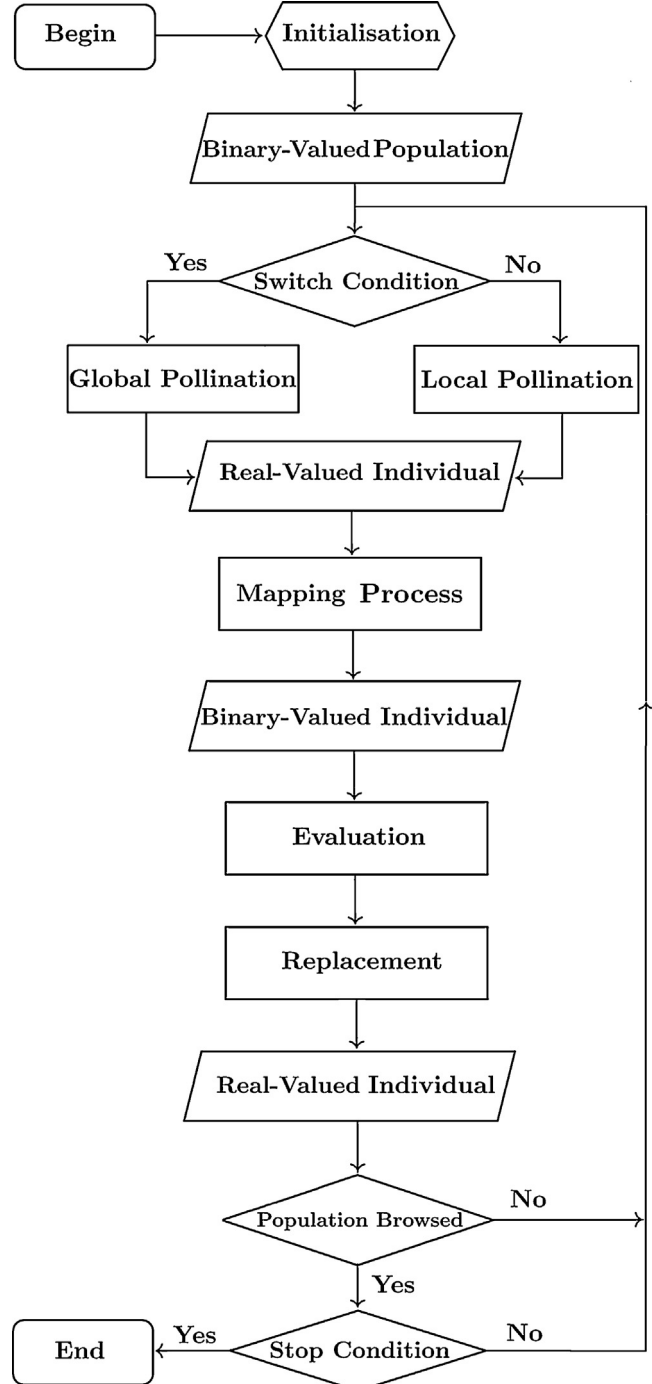 Begin
Initialisation
Binary-Valued Population
Yes
No
Switch Condition
Global Pollination
Local Pollination
Real-Valued Individual
Mapping Process
Binary-Valued Individual
Evaluation
Replacement
Real-Valued Individual
No
Population Browsed
Yes
Yes
No
End
Stop Condition